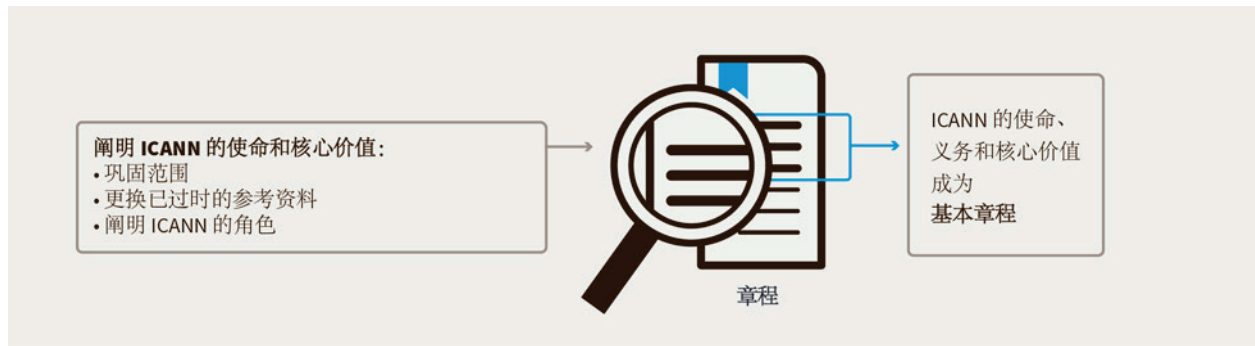 阐明 ICANN 的使命和核心价值:
• 巩固范围
• 更换已过时的参考资料
• 阐明 ICANN 的角色
章程
ICANN 的使命、
义务和核心价值
成为
基本章程